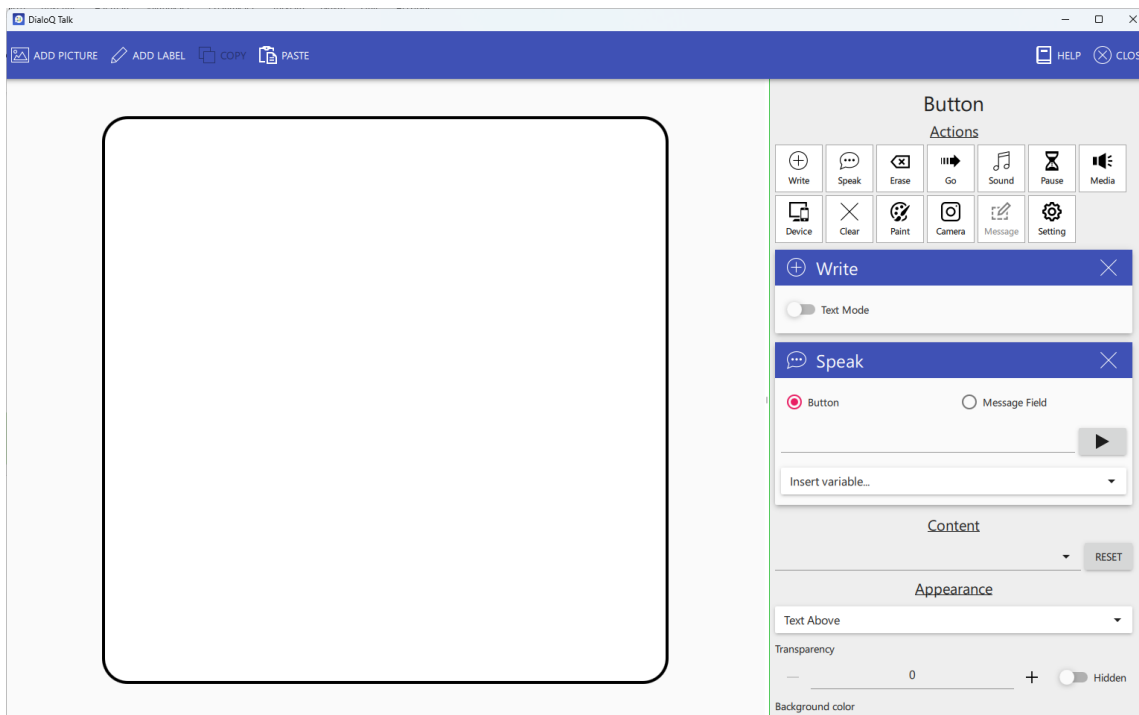 DialoQ Talk
ADD PICTURE ADD LABEL COPY PASTE HELP CLOS
Button
Actions
Write Speak Erase Go Sound Pause Media
Device Clear Paint Camera Message Setting
Write
Text Mode
Speak
Button Message Field
Insert variable...
Content
RESET
Appearance
Text Above
Transparency
0 Hidden
Background color